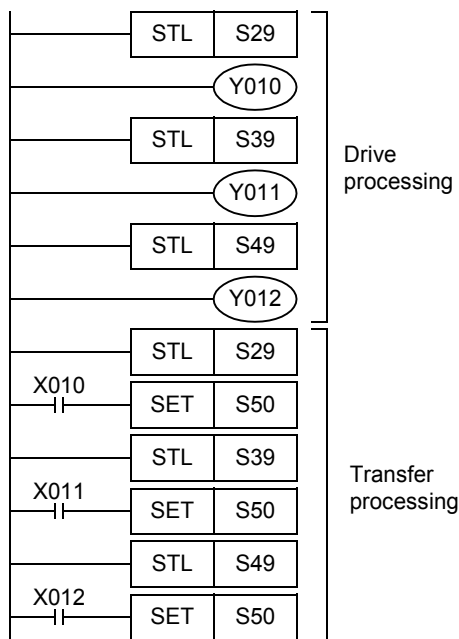 STL S29
Y010
STL S39
Y011
STL S49
Y012
Drive
processing
STL S29
X010
SET S50
STL S39
X011
SET S50
STL S49
X012
SET S50
Transfer
processing